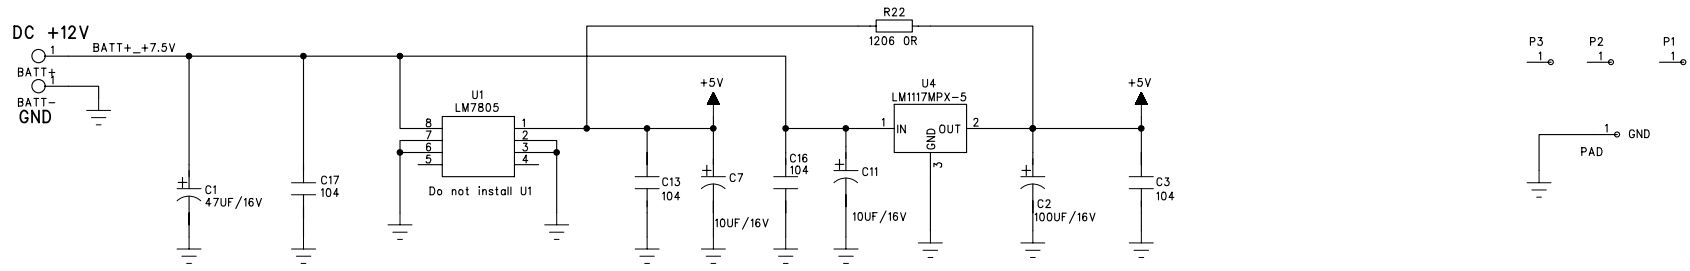 DC +12V
1
BATT+_+7.5V
BATT+
1
BATT-
GND
C1
47UF/16V
C17
104
U1
LM7805
8
7
6
5
1
2
3
4
Do not install U1
R22
1206 0R
+5V
C13
104
C7
10UF/16V
C16
104
C11
10UF/16V
U4
LM1117MPX-5
1
IN
OUT
GND
2
3
+5V
C2
100UF/16V
C3
104
P3
1
P2
1
P1
1
1
GND
PAD